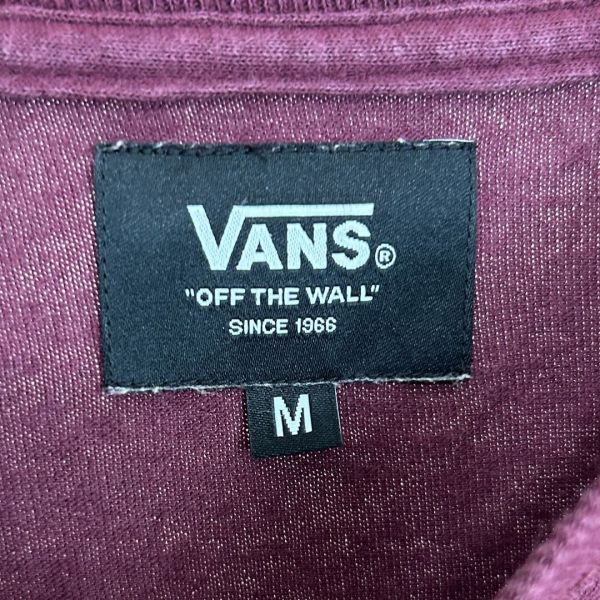 VANS®
"OFF THE WALL"
SINCE 1966
M